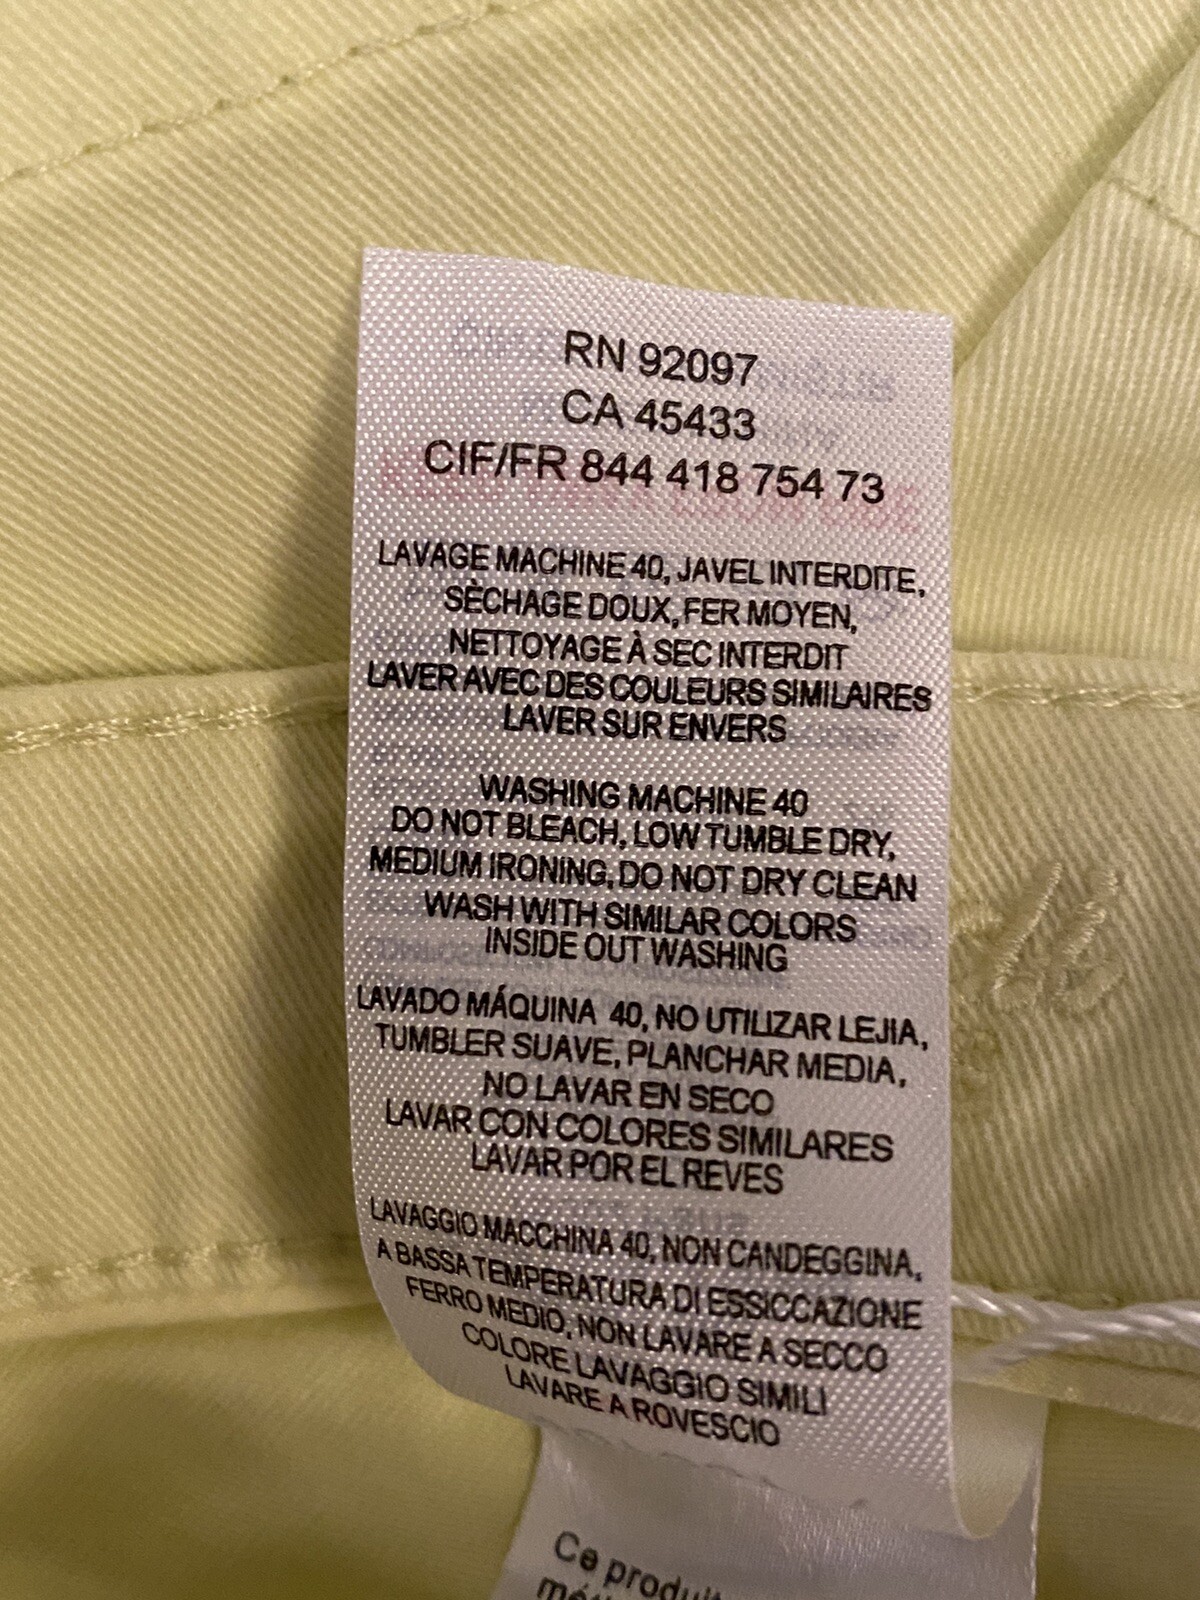 RN 92097
CA 45433
CIF/FR 844 418 754 73
LAVAGE MACHINE 40, JAVEL INTERDITE,
SÈCHAGE DOUX, FER MOYEN,
NETTOYAGE À SEC INTERDIT
LAVER AVEC DES COULEURS SIMILAIRES
LAVER SUR ENVERS
WASHING MACHINE 40
DO NOT BLEACH, LOW TUMBLE DRY,
MEDIUM IRONING, DO NOT DRY CLEAN
WASH WITH SIMILAR COLORS
INSIDE OUT WASHING
LAVADO MÁQUINA 40, NO UTILIZAR LEJIA,
TUMBLER SUAVE, PLANCHAR MEDIA,
NO LAVAR EN SECO
LAVAR CON COLORES SIMILARES
LAVAR POR EL REVES
LAVAGGIO MACCHINA 40, NON CANDEGGINA,
A BASSA TEMPERATURA DI ESSICCAZIONE
FERRO MEDIO, NON LAVARE A SECCO
COLORE LAVAGGIO SIMILI
LAVARE A ROVESCIO
Ce produit